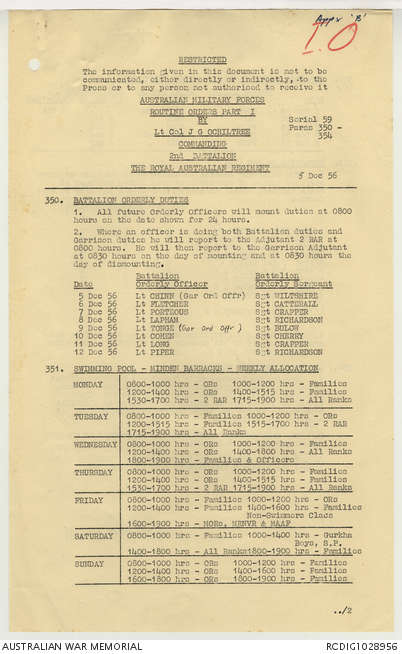 Appx 'B'
I.O
RESTRICTED
The information given in this document is not to be
communicated, either directly or indirectly, to the
Press or to any person not authorised to receive it
AUSTRALIAN MILITARY FORCES
ROUTINE ORDERS PART I
BY
Lt Col J G OCHILTREE
COMMANDING
2nd BATTALION
THE ROYAL AUSTRALIAN REGIMENT
Serial 59
Paras 350 -
354
5 Dec 56
350. BATTALION ORDERLY DUTIES
1. All future Orderly Officers will mount duties at 0800
hours on the date shown for 24 hours.
2. Where an officer is doing both Battalion duties and
Garrison duties he will report to the Adjutant 2 RAR at
0800 hours. He will then report to the Garrison Adjutant
at 0830 hours on the day of mounting and at 0830 hours the
day of dismounting.
Battalion Battalion
Date Orderly Officer Orderly Sergeant
5 Dec 56 Lt CHINN (Gar Ord Offr) Sgt WILTSHIRE
6 Dec 56 Lt FLETCHER Sgt CATTERALL
7 Dec 56 Lt PORTEOUS Sgt CRAPPER
8 Dec 56 Lt LAPHAM Sgt RICHARDSON
9 Dec 56 Lt TONGE (Gar Ord Offr) Sgt BULOW
10 Dec 56 Lt COHEN Sgt CHERRY
11 Dec 56 Lt LONG Sgt CRAPPER
12 Dec 56 Lt PIPER Sgt RICHARDSON
351. SWIMMING POOL - MINDEN BARRACKS - WEEKLY ALLOCATION
MONDAY 0800-1000 hrs - ORs 1000-1200 hrs - Families
1200-1400 hrs - ORs 1400-1515 hrs - Families
1530-1700 hrs - 2 RAR 1715-1900 hrs - All Ranks
TUESDAY 0800-1000 hrs - Families 1000-1200 hrs - ORs
1200-1515 hrs - Families 1515-1700 hrs - 2 RAR
1715-1900 hrs - All Ranks
WEDNESDAY 0800-1000 hrs - ORs 1000-1200 hrs - Families
1200-1400 hrs - ORs 1400-1800 hrs - All Ranks
1800-1900 hrs - Families & Officers
THURSDAY 0800-1000 hrs - ORs 1000-1200 hrs - Families
1200-1400 hrs - ORs 1400-1515 hrs - Families
1530-1700 hrs - 2 RAR 1715-1900 hrs - All Ranks
FRIDAY 0800-1000 hrs - Families 1000-1200 hrs - ORs
1200-1400 hrs - Families 1400-1600 hrs - Families
Non-Swimmers Class
1600-1900 hrs - MORs, MRNVR & MAAF
SATURDAY 0800-1000 hrs - Families 1000-1400 hrs - Gurkha
Boys, S.P.
1400-1800 hrs - All Ranks 1800-1900 hrs - Families
SUNDAY 0800-1000 hrs - ORs 1000-1200 hrs - Families
1200-1400 hrs - ORs 1400-1600 hrs - Families
1600-1800 hrs - ORs 1800-1900 hrs - Families
../2
AUSTRALIAN WAR MEMORIAL
RCDIG1028956